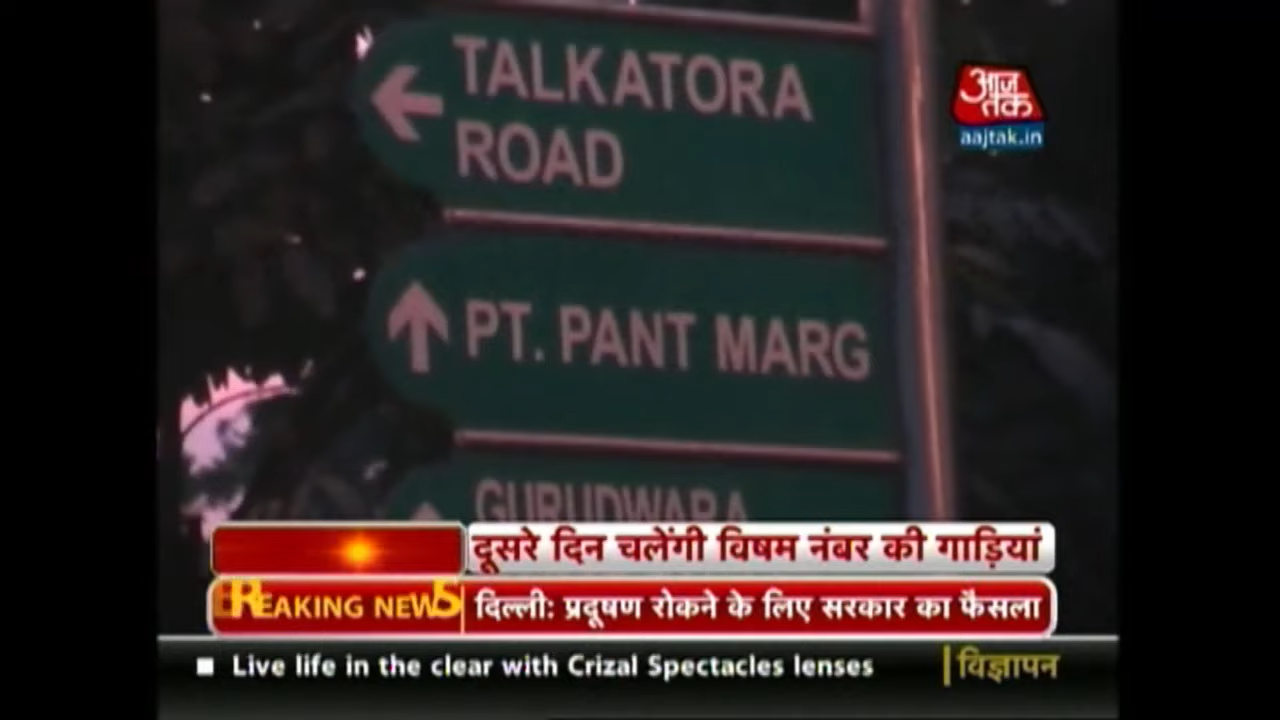 TALKATORA
ROAD
आज
तक
aajtak.in
PT. PANT MARG
GURUDWARA
दूसरे दिन चलेंगी विषम नंबर की गाड़ियां
BREAKING NEWS
दिल्ली: प्रदूषण रोकने के लिए सरकार का फैसला
Live life in the clear with Crizal Spectacles lenses
विज्ञापन